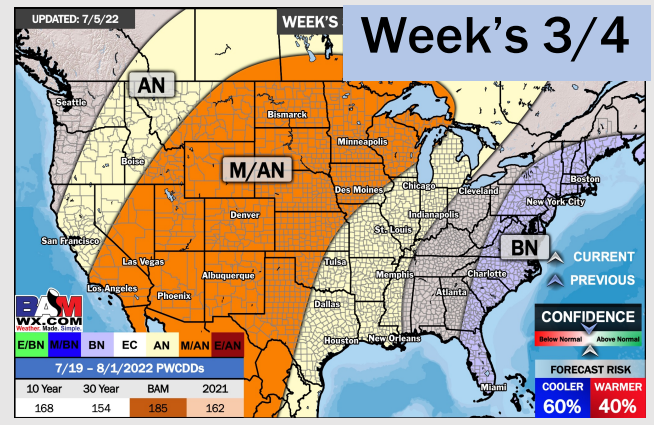 UPDATED: 7/5/22
WEEK'S
Week's 3/4
AN
Seattle
Bismarck
Minneapolis
Boise
M/AN
Des Moines
Chicago
Cleveland
Boston
New York City
Denver
Indianapolis
St. Louis
San Francisco
BN
CURRENT
Las Vegas
Tulsa
Memphis
Charlotte
PREVIOUS
Los Angeles
Albuquerque
Phoenix
Atlanta
Dallas
BAM
WX.COM
Weather. Made. Simple.
CONFIDENCE
Below Normal
Above Normal
Houston
New Orleans
E/BN M/BN BN EC AN M/AN E/AN
7/19 – 8/1/2022 PWCDDs
FORECAST RISK
10 Year 30 Year BAM 2021
168 154 185 162
Miami
COOLER WARMER
60% 40%